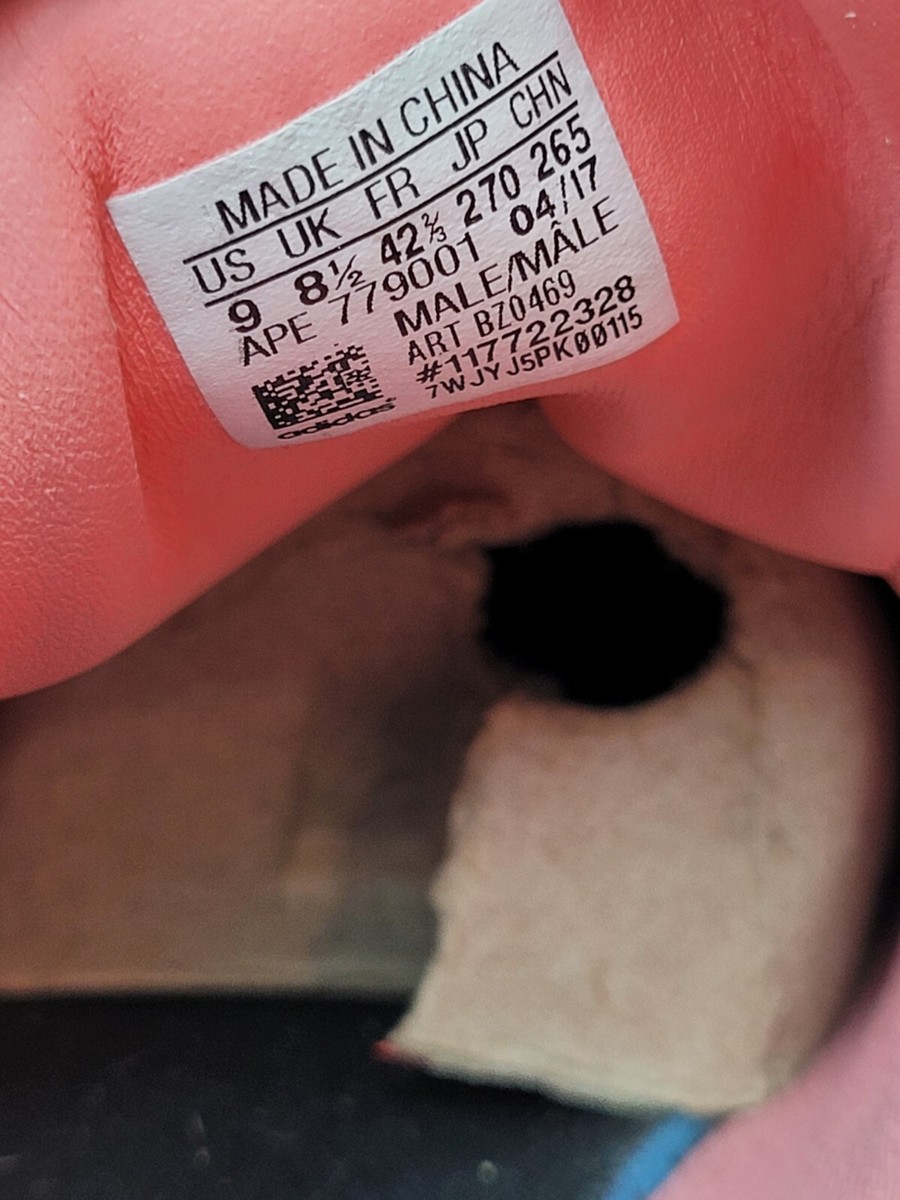 MADE IN CHINA
US UK FR JP CHN
9 8½ 42⅔ 270 265
APE 779001 04/17
MALE/MÂLE
ART BZ0469
#117722328
7WJYJ5PK00115
adidas